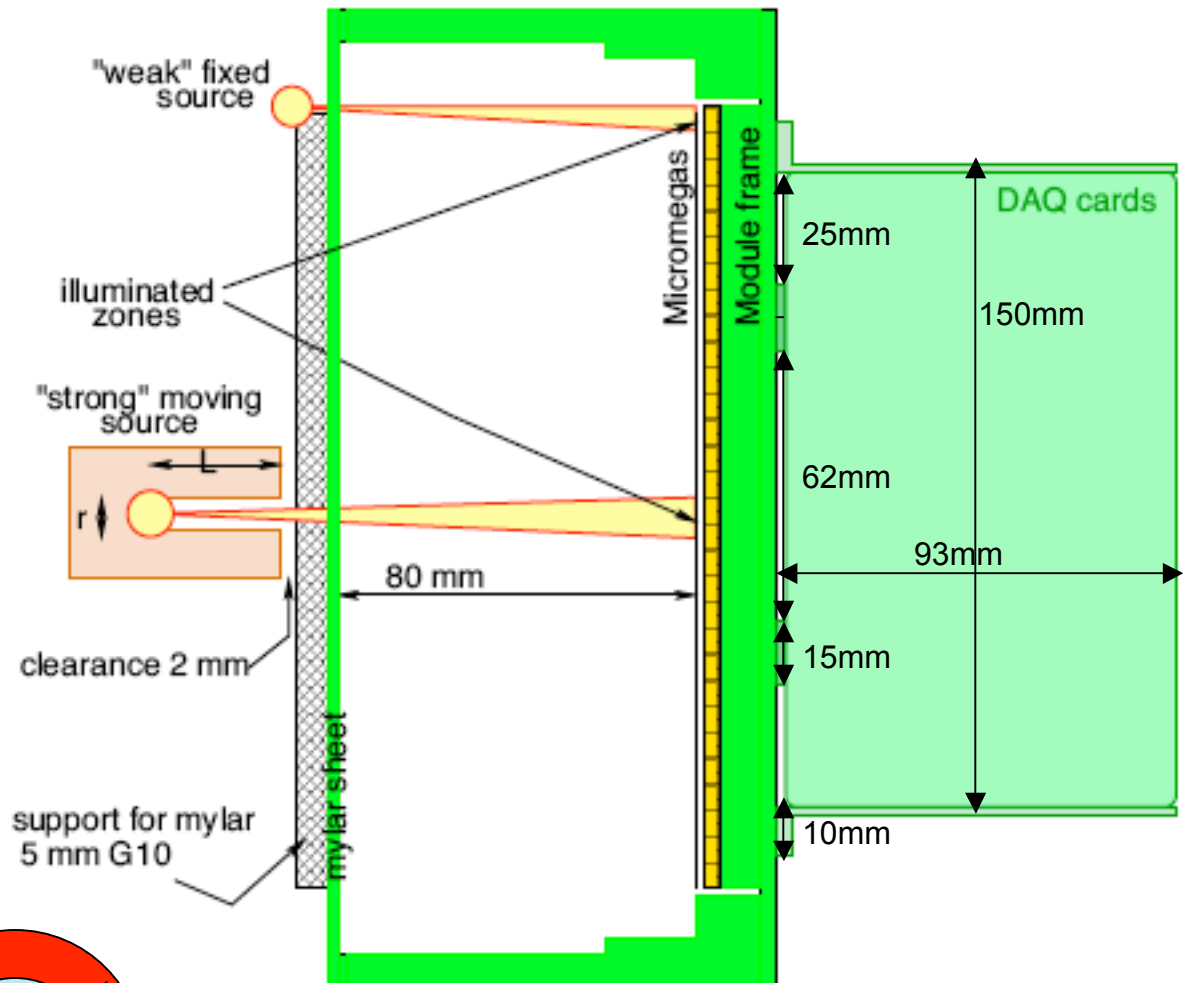 "weak" fixed
source
illuminated
zones
"strong" moving
source
L
r
80 mm
clearance 2 mm
support for mylar
5 mm G10
mylar sheet
Micromegas
Module frame
DAQ cards
25mm
150mm
62mm
93mm
15mm
10mm